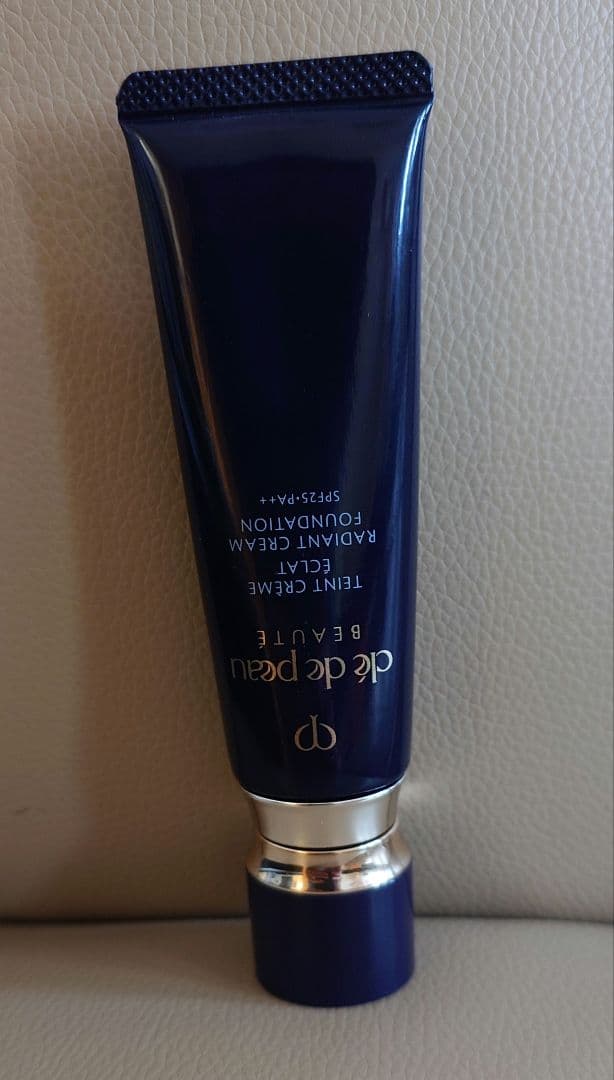 clé de peau
BEAUTÉ
TEINT CRÈME
ÉCLAT
RADIANT CREAM
FOUNDATION
SPF25・PA++